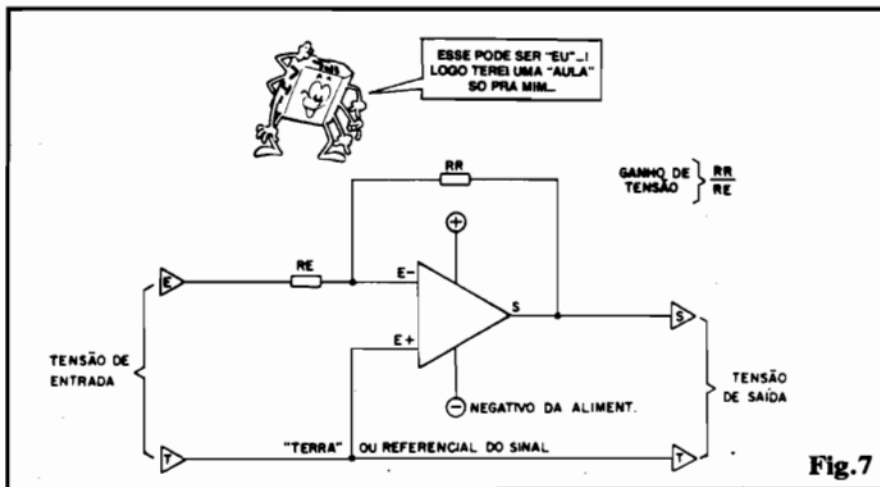 ESSE PODE SER "EU"...!
LOGO TEREI UMA "AULA"
SO PRA MIM...
RR
GANHO DE
TENSÃO } RR
RE
+
RE
E
E-
S
S
E+
TENSÃO DE
ENTRADA
TENSÃO
DE SAÍDA
- NEGATIVO DA ALIMENT.
T
"TERRA" OU REFERENCIAL DO SINAL
T
Fig.7